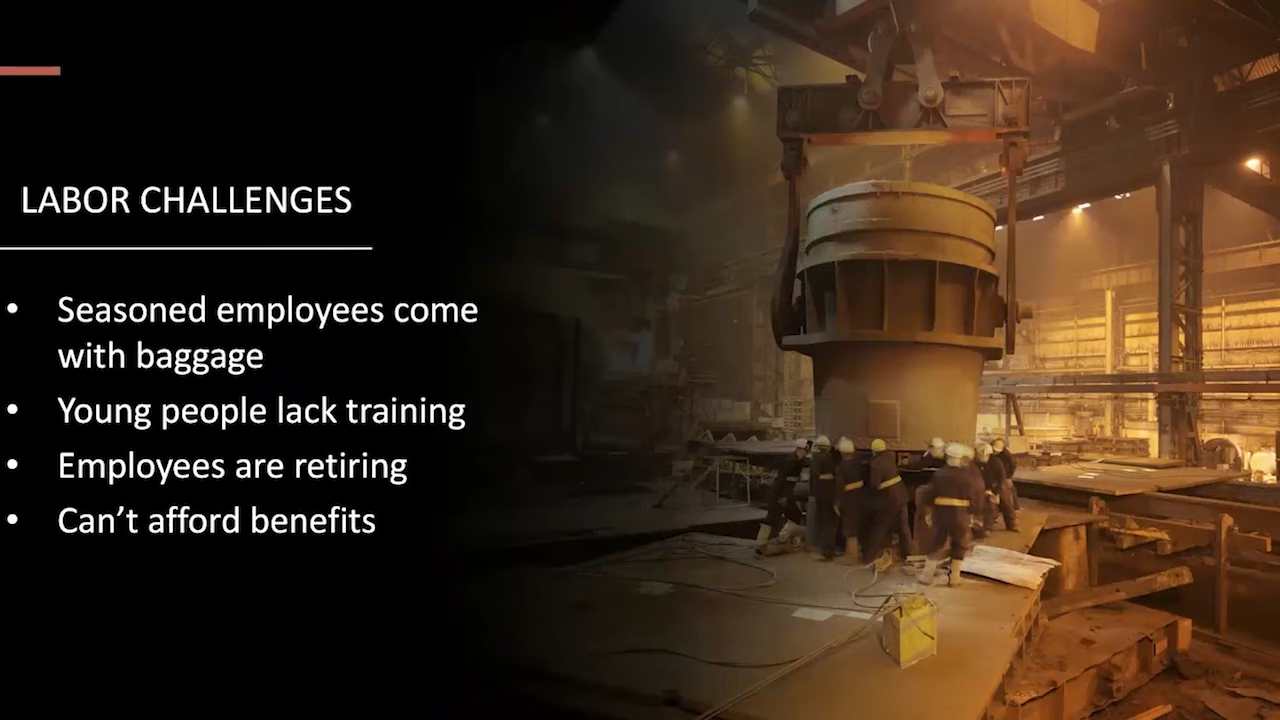 LABOR CHALLENGES
• Seasoned employees come
with baggage
• Young people lack training
• Employees are retiring
• Can’t afford benefits